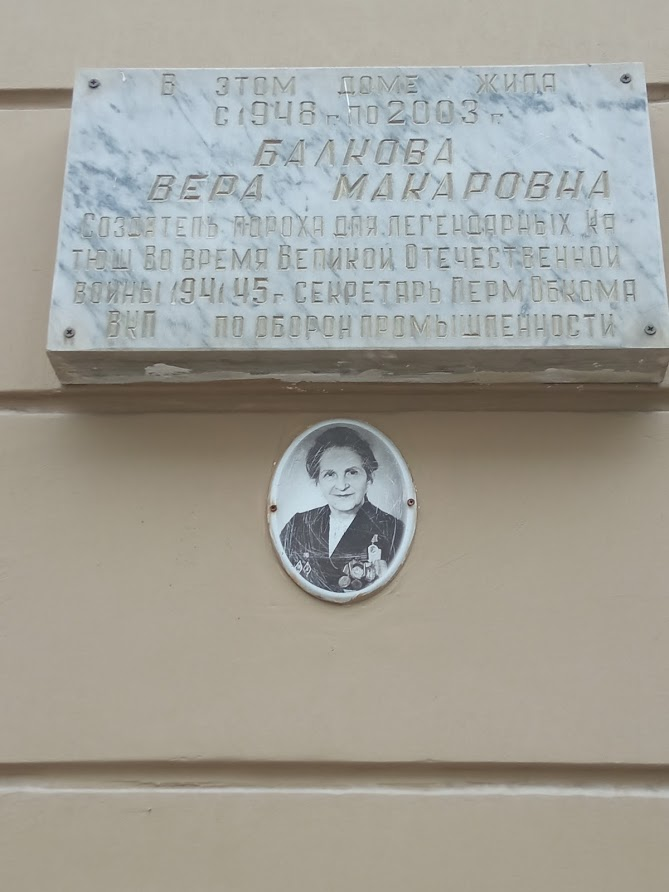 В ЭТОМ ДОМЕ ЖИЛА
С 1948 г. ПО 2003 г.
БАЛКОВА
ВЕРА МАКАРОВНА
СОЗДАТЕЛЬ ПОРОХА ДЛЯ ЛЕГЕНДАРНЫХ КА
ТЮШ ВО ВРЕМЯ ВЕЛИКОЙ ОТЕЧЕСТВЕННОЙ
ВОЙНЫ 1941 45 г. СЕКРЕТАРЬ ПЕРМ ОБКОМА
ВКП ПО ОБОРОН ПРОМЫШЛЕННОСТИ